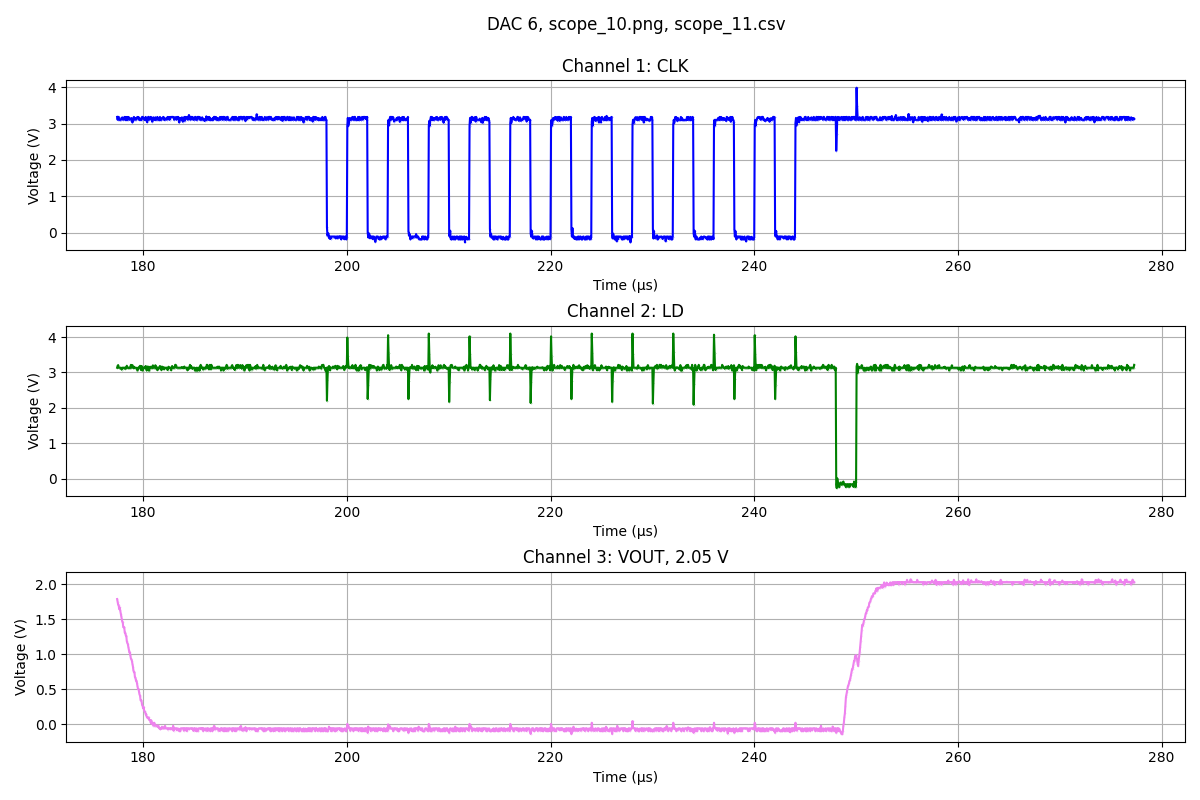 DAC 6, scope_10.png, scope_11.csv
Channel 1: CLK
Voltage (V)
4
3
2
1
0
180 200 220 240 260 280
Time (µs)
Channel 2: LD
Voltage (V)
4
3
2
1
0
180 200 220 240 260 280
Time (µs)
Channel 3: VOUT, 2.05 V
Voltage (V)
2.0
1.5
1.0
0.5
0.0
180 200 220 240 260 280
Time (µs)